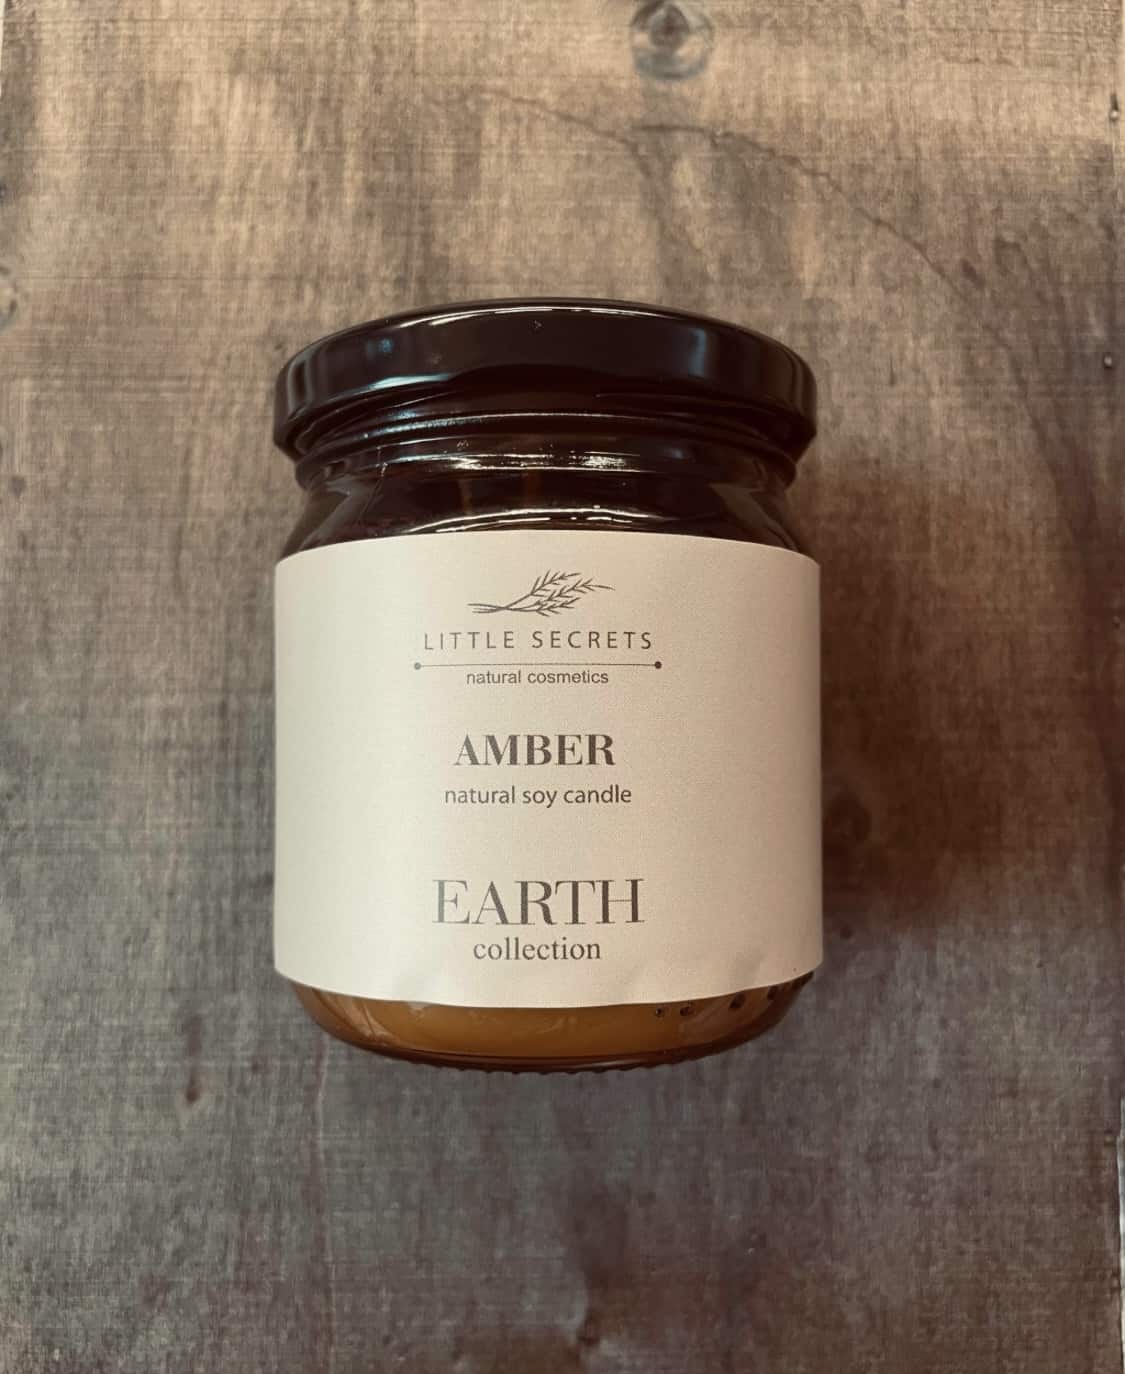 LITTLE SECRETS
natural cosmetics
AMBER
natural soy candle
EARTH
collection